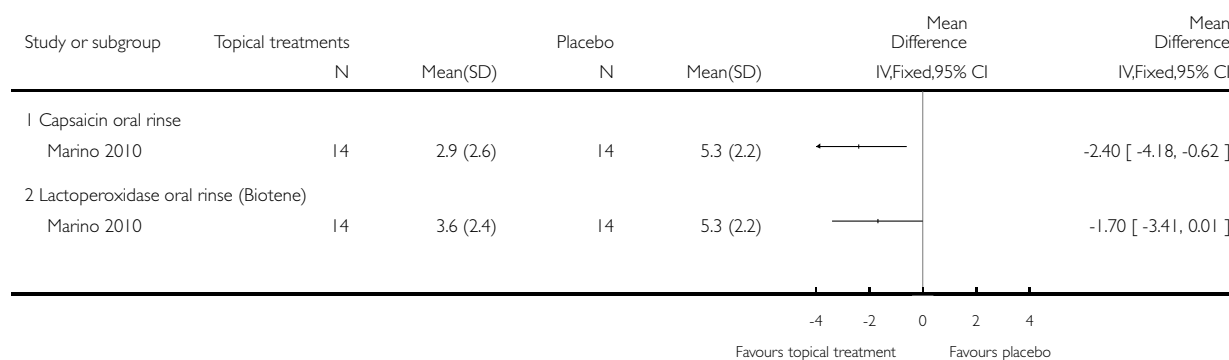 Study or subgroup Topical treatments Placebo Mean Difference Mean Difference
N Mean(SD) N Mean(SD) IV,Fixed,95% CI IV,Fixed,95% CI
1 Capsaicin oral rinse
Marino 2010 14 2.9 (2.6) 14 5.3 (2.2) -2.40 [ -4.18, -0.62 ]
2 Lactoperoxidase oral rinse (Biotene)
Marino 2010 14 3.6 (2.4) 14 5.3 (2.2) -1.70 [ -3.41, 0.01 ]
-4 -2 0 2 4
Favours topical treatment Favours placebo